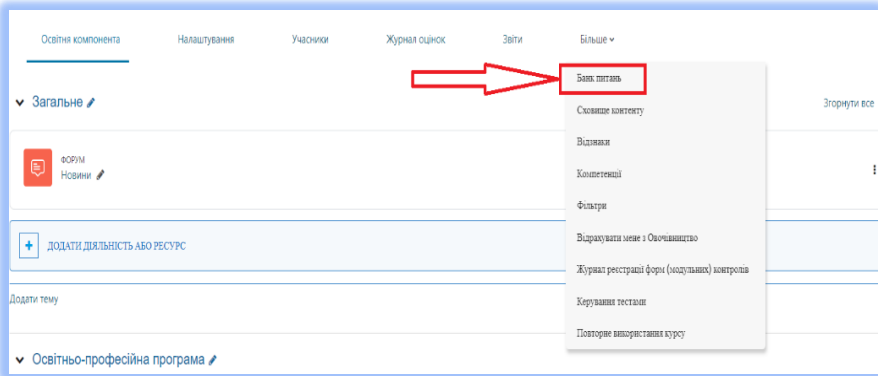 Освітня компонента Налаштування Учасники Журнал оцінок Звіти Більше
Банк питань
Загальне Згорнути все
Сховище контенту
Відзнаки
ФОРУМ
Новини
Компетенції
Фільтри
Відрахувати мене з Овочівництво
ДОДАТИ ДІЯЛЬНІСТЬ АБО РЕСУРС
Журнал реєстрації форм (модульних) контролів
Додати тему
Керування тестами
Повторне використання курсу
Освітньо-професійна програма